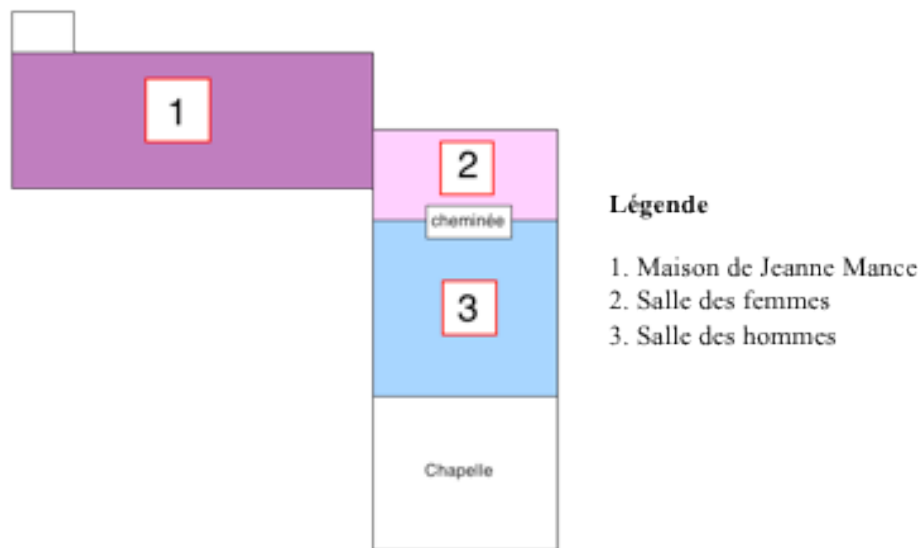 1
2
cheminée
3
Chapelle
Légende
1. Maison de Jeanne Mance
2. Salle des femmes
3. Salle des hommes